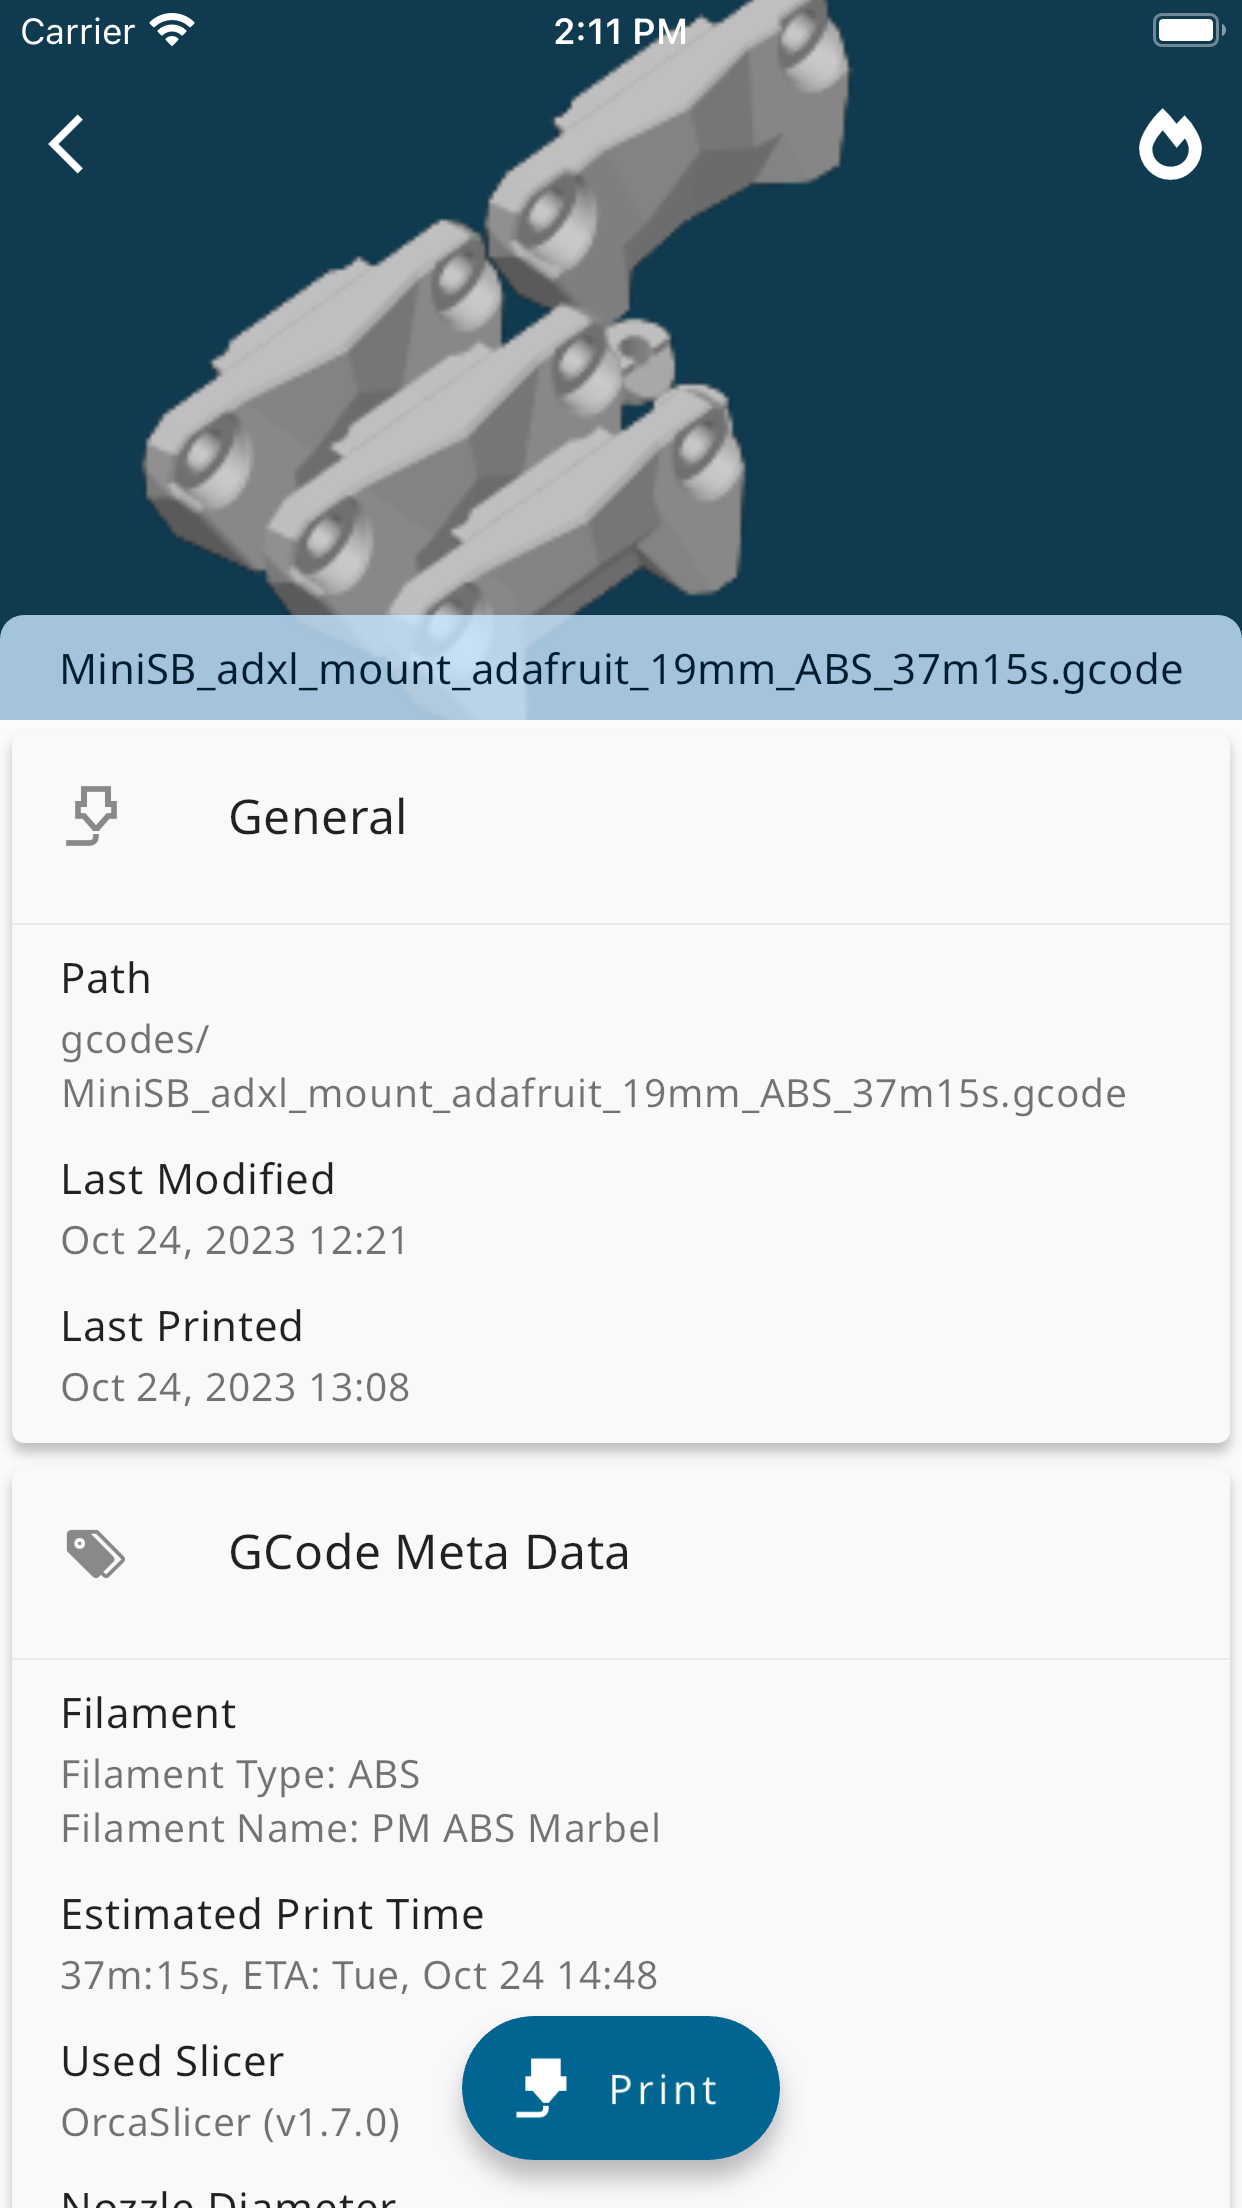 Carrier 2:11 PM
MiniSB_adxl_mount_adafruit_19mm_ABS_37m15s.gcode
General
Path
gcodes/
MiniSB_adxl_mount_adafruit_19mm_ABS_37m15s.gcode
Last Modified
Oct 24, 2023 12:21
Last Printed
Oct 24, 2023 13:08
GCode Meta Data
Filament
Filament Type: ABS
Filament Name: PM ABS Marbel
Estimated Print Time
37m:15s, ETA: Tue, Oct 24 14:48
Used Slicer
OrcaSlicer (v1.7.0)
Print
Nozzle Diameter